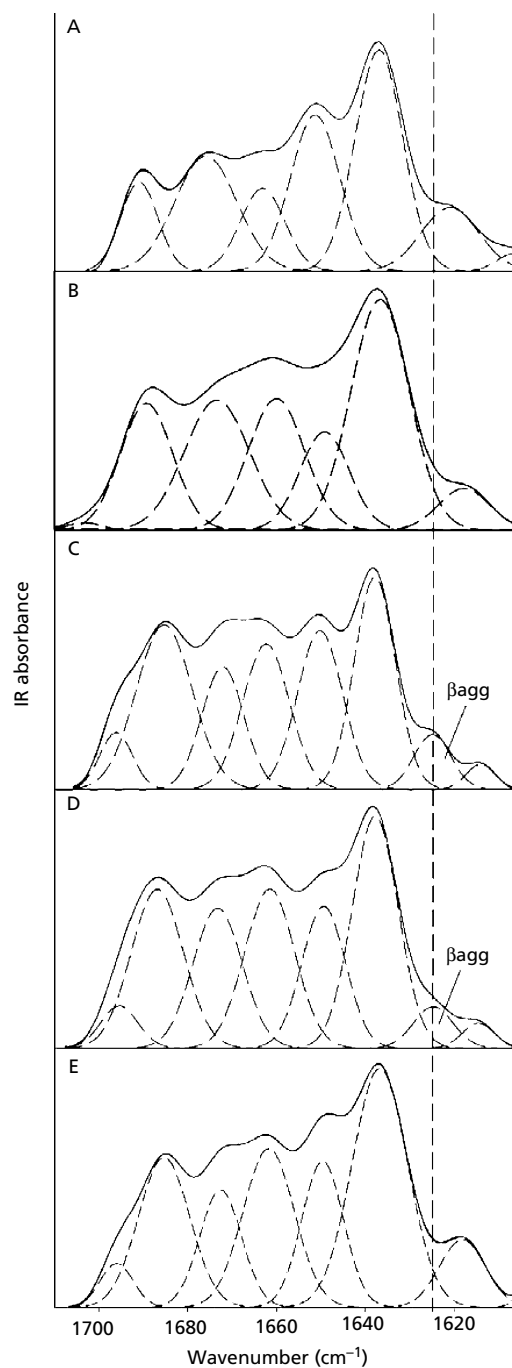 A
B
C
βagg
D
βagg
E
IR absorbance
1700 1680 1660 1640 1620
Wavenumber (cm⁻¹)